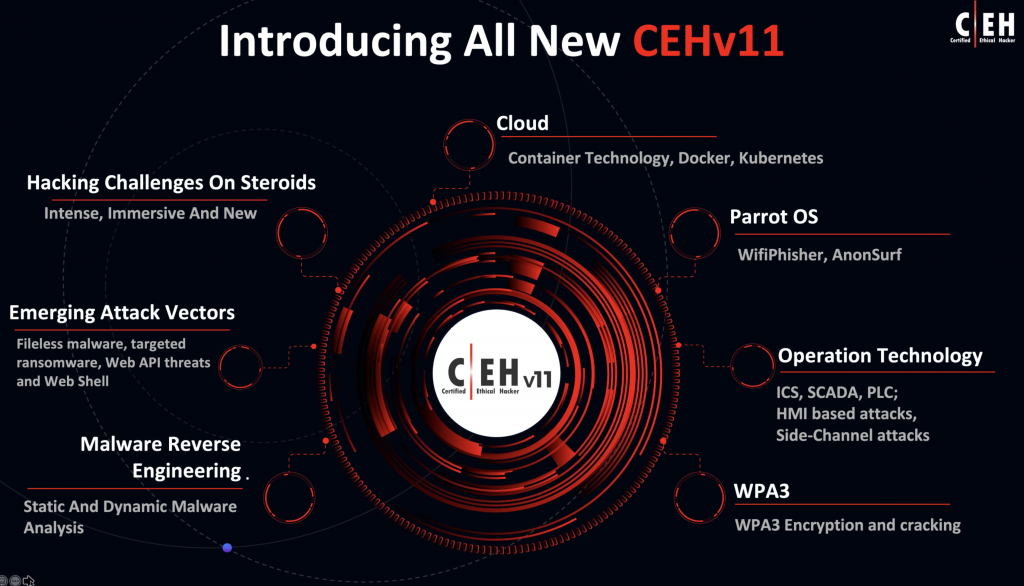 Introducing All New CEHv11
C EH
Certified Ethical Hacker
Cloud
Container Technology, Docker, Kubernetes
Hacking Challenges On Steroids
Intense, Immersive And New
Parrot OS
WifiPhisher, AnonSurf
Emerging Attack Vectors
Fileless malware, targeted
ransomware, Web API threats
and Web Shell
Operation Technology
ICS, SCADA, PLC;
HMI based attacks,
Side-Channel attacks
C EH v11
Certified Ethical Hacker
Malware Reverse
Engineering .
Static And Dynamic Malware
Analysis
WPA3
WPA3 Encryption and cracking